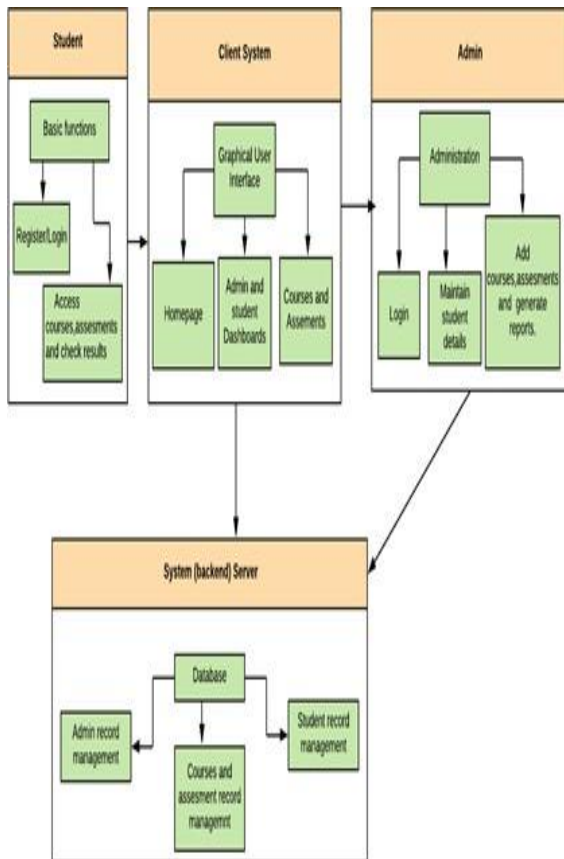 Student
Basic functions
Register/Login
Access
courses,assesments
and check results
Client System
Graphical User
Interface
Homepage
Admin and
student
Dashboards
Courses and
Assements
Admin
Administration
Login
Maintain
student
details
Add
courses,assesments
and generate
reports.
System (backend) Server
Database
Admin record
management
Courses and
assesment record
managemnt
Student record
management